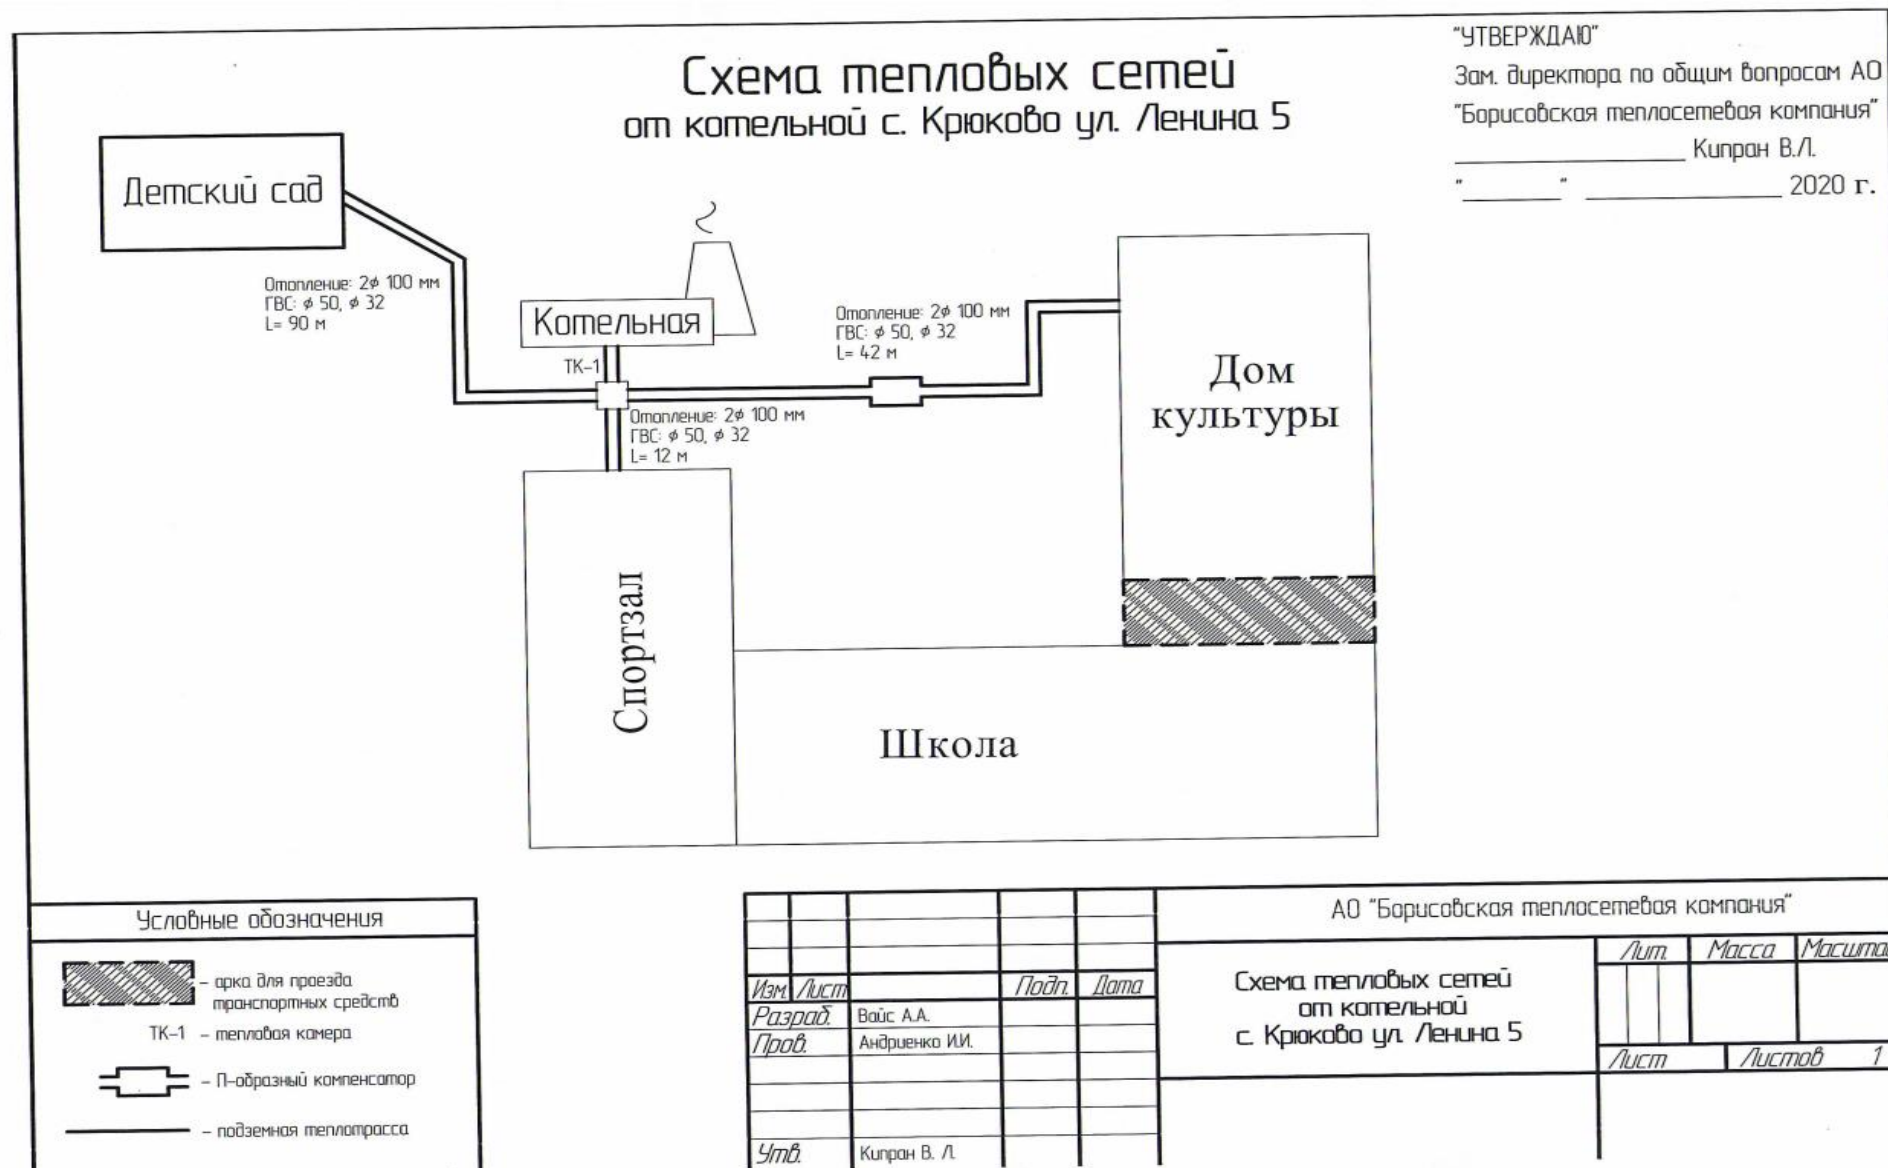 "УТВЕРЖДАЮ"
Зам. директора по общим вопросам АО
"Борисовская теплосетевая компания"
Кипран В.Л.
" " 2020 г.
Схема тепловых сетей
от котельной с. Крюково ул. Ленина 5
Детский сад
Отопление: 2ϕ 100 мм
ГВС: ϕ 50, ϕ 32
L= 90 м
Котельная
ТК-1
Отопление: 2ϕ 100 мм
ГВС: ϕ 50, ϕ 32
L= 42 м
Отопление: 2ϕ 100 мм
ГВС: ϕ 50, ϕ 32
L= 12 м
Дом
культуры
Спортзал
Школа
Условные обозначения
- арка для проезда
транспортных средств
ТК-1 - тепловая камера
- П-образный компенсатор
- подземная теплотрасса
Изм. Лист Подп. Дата
Разраб. Вайс А.А.
Пров. Андриенко И.И.
Утв. Кипран В. Л.
АО "Борисовская теплосетевая компания"
Схема тепловых сетей
от котельной
с. Крюково ул. Ленина 5
Лит. Масса Масштаб
Лист Листов 1